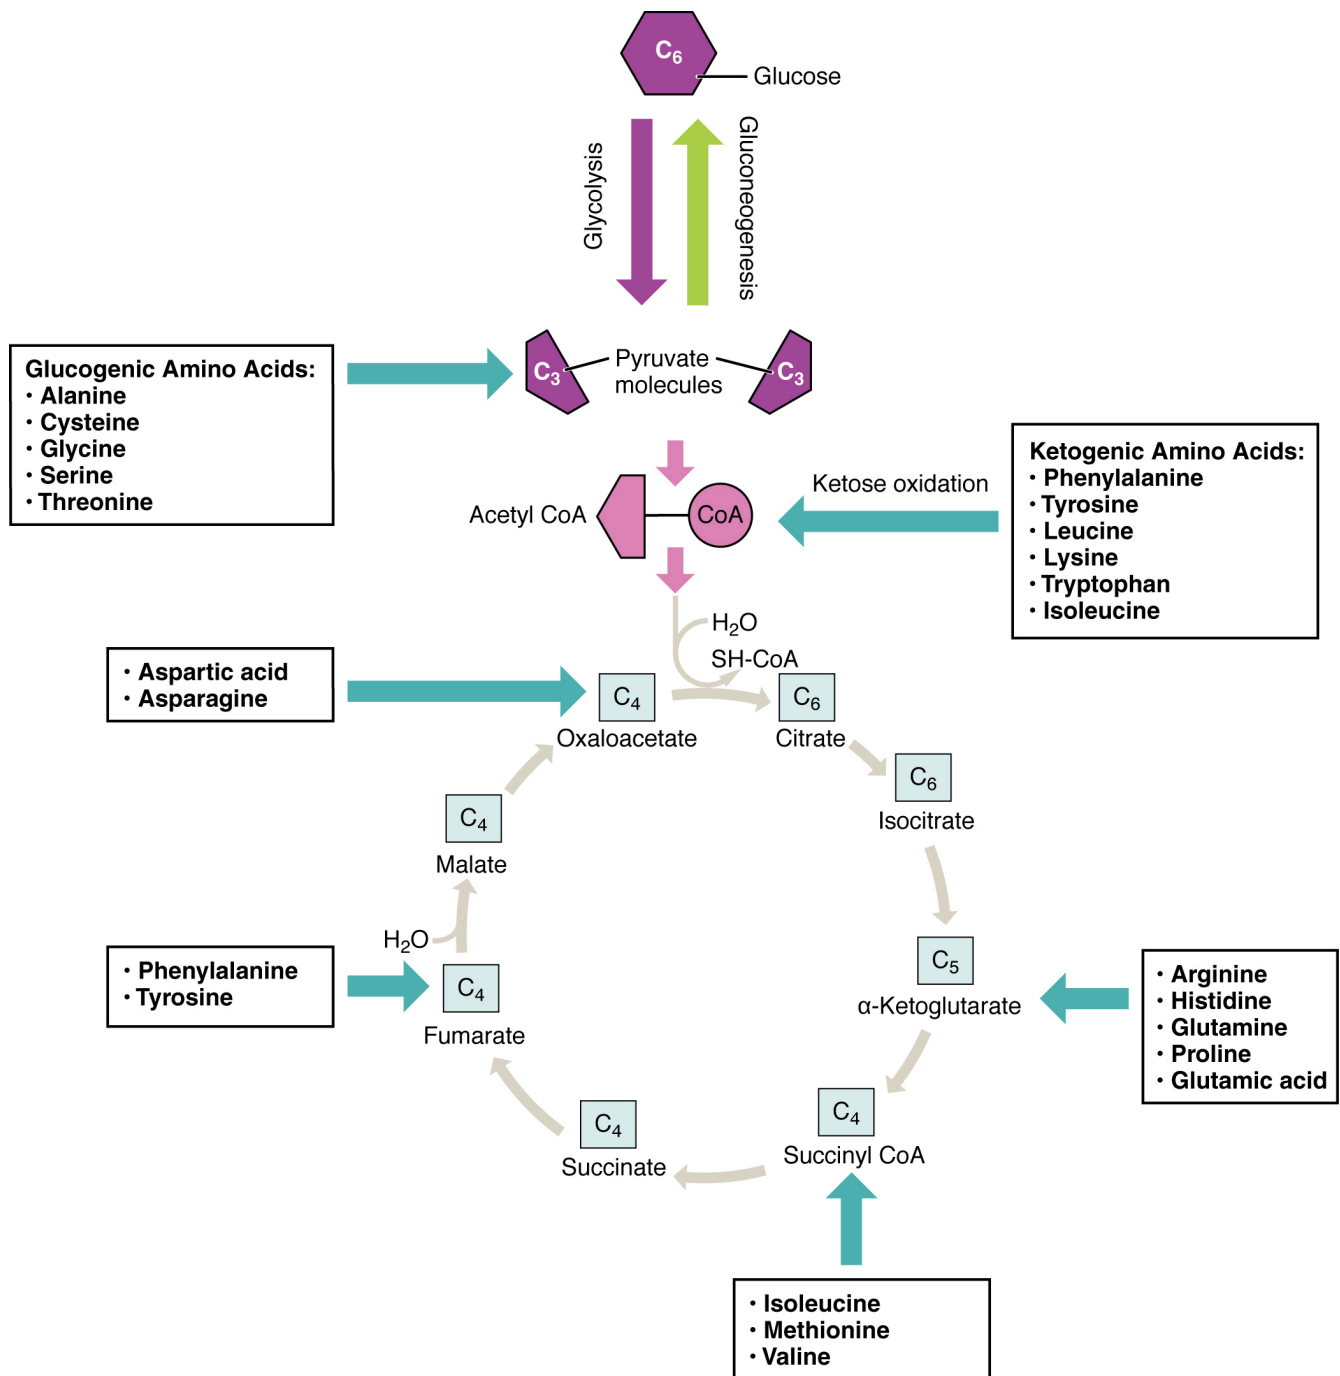 C6
Glucose
Glycolysis
Gluconeogenesis
Glucogenic Amino Acids:
· Alanine
· Cysteine
· Glycine
· Serine
· Threonine
C3
Pyruvate
molecules
C3
Ketogenic Amino Acids:
· Phenylalanine
· Tyrosine
· Leucine
· Lysine
· Tryptophan
· Isoleucine
Ketose oxidation
Acetyl CoA
CoA
H2O
SH-CoA
· Aspartic acid
· Asparagine
C4
Oxaloacetate
C6
Citrate
C6
Isocitrate
C4
Malate
H2O
· Phenylalanine
· Tyrosine
C4
Fumarate
C5
α-Ketoglutarate
· Arginine
· Histidine
· Glutamine
· Proline
· Glutamic acid
C4
Succinate
C4
Succinyl CoA
· Isoleucine
· Methionine
· Valine